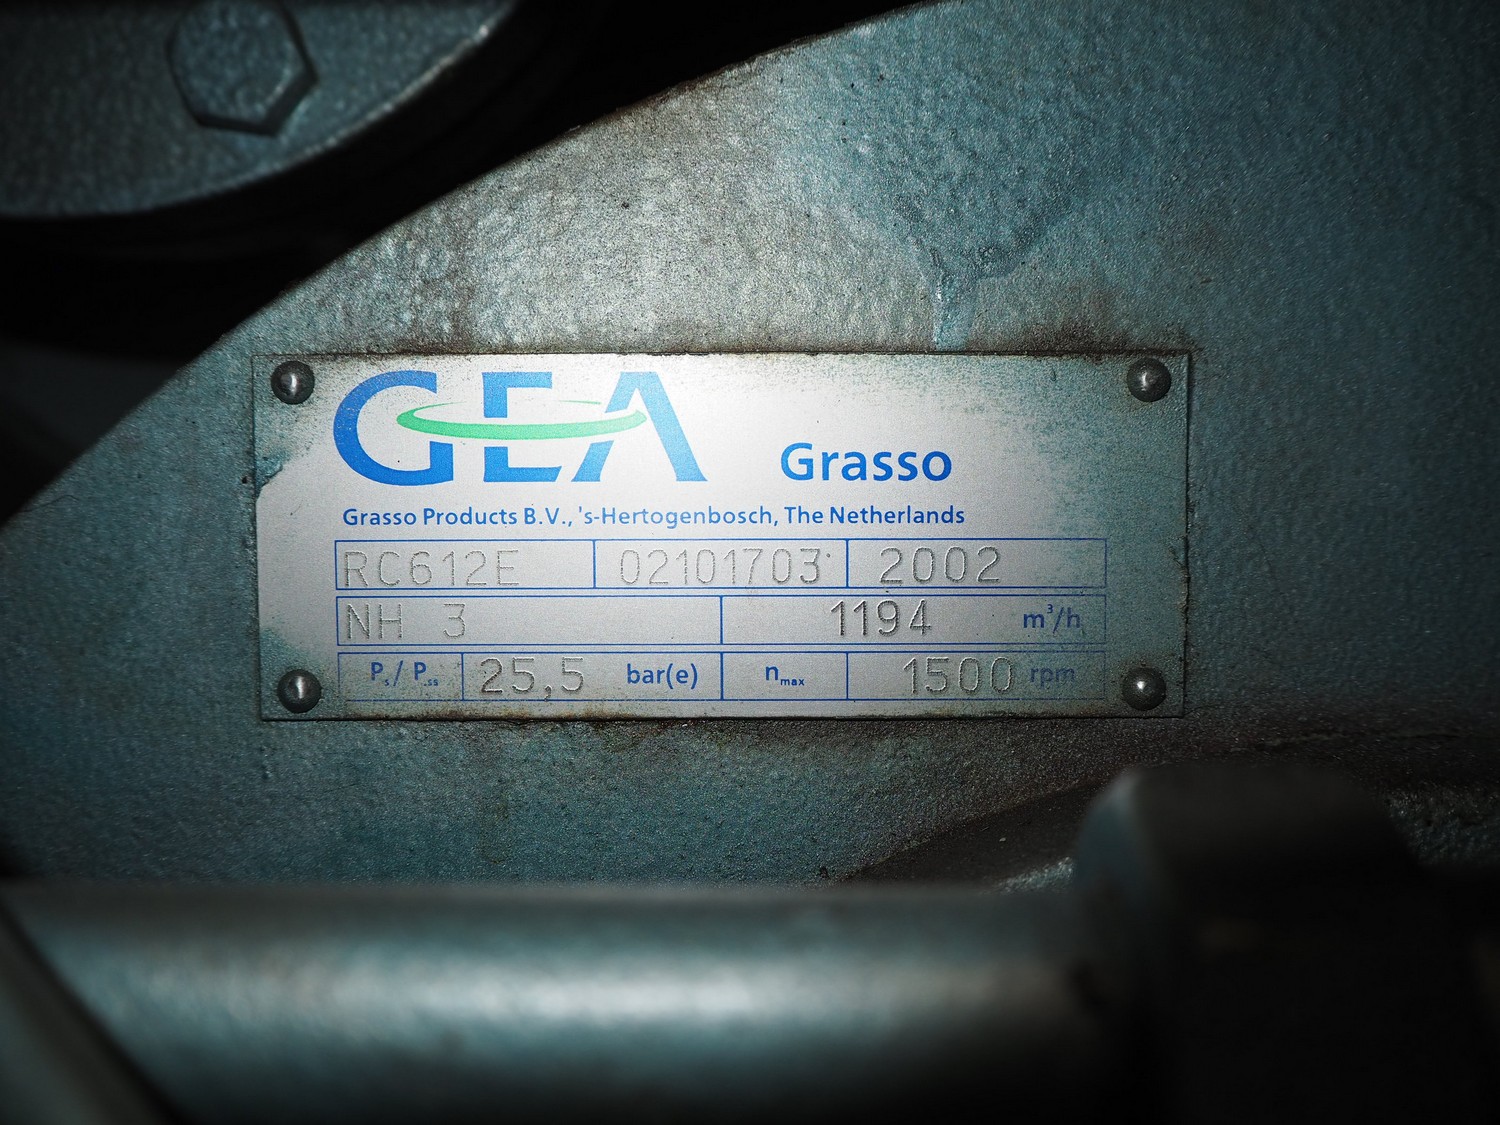 GEA
Grasso
Grasso Products B.V., 's-Hertogenbosch, The Netherlands
RC612E 02101703 2002
NH 3 1194 m³/h
Ps / Pss 25,5 bar(e) nmax 1500 rpm